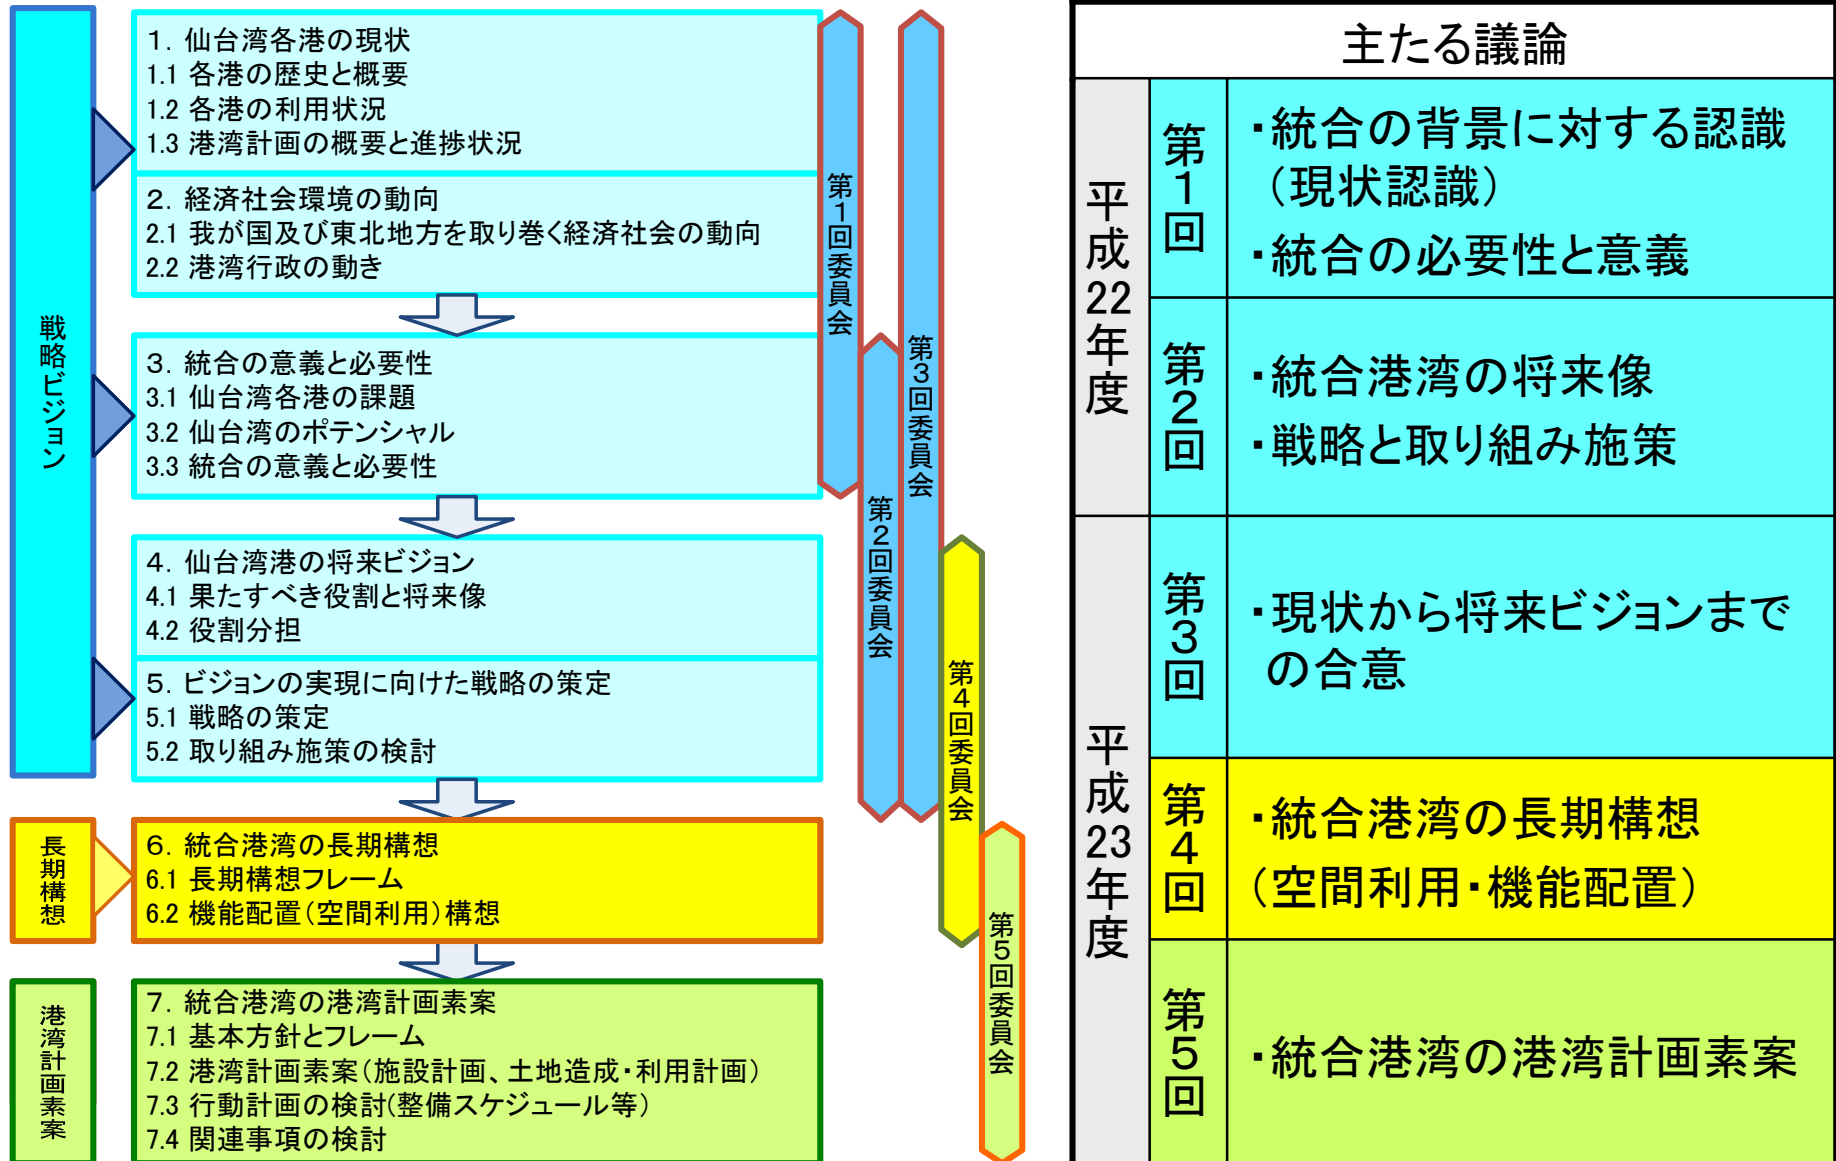 戦略ビジョン
1．仙台湾各港の現状
1.1 各港の歴史と概要
1.2 各港の利用状況
1.3 港湾計画の概要と進捗状況
2．経済社会環境の動向
2.1 我が国及び東北地方を取り巻く経済社会の動向
2.2 港湾行政の動き
3．統合の意義と必要性
3.1 仙台湾各港の課題
3.2 仙台湾のポテンシャル
3.3 統合の意義と必要性
4．仙台湾港の将来ビジョン
4.1 果たすべき役割と将来像
4.2 役割分担
5．ビジョンの実現に向けた戦略の策定
5.1 戦略の策定
5.2 取り組み施策の検討
長期構想
6．統合港湾の長期構想
6.1 長期構想フレーム
6.2 機能配置（空間利用）構想
港湾計画素案
7．統合港湾の港湾計画素案
7.1 基本方針とフレーム
7.2 港湾計画素案（施設計画、土地造成・利用計画）
7.3 行動計画の検討(整備スケジュール等）
7.4 関連事項の検討
第1回委員会
第2回委員会
第3回委員会
第4回委員会
第5回委員会
主たる議論
平成22年度
第1回
・統合の背景に対する認識
（現状認識）
・統合の必要性と意義
第2回
・統合港湾の将来像
・戦略と取り組み施策
平成23年度
第3回
・現状から将来ビジョンまで
の合意
第4回
・統合港湾の長期構想
（空間利用・機能配置）
第5回
・統合港湾の港湾計画素案